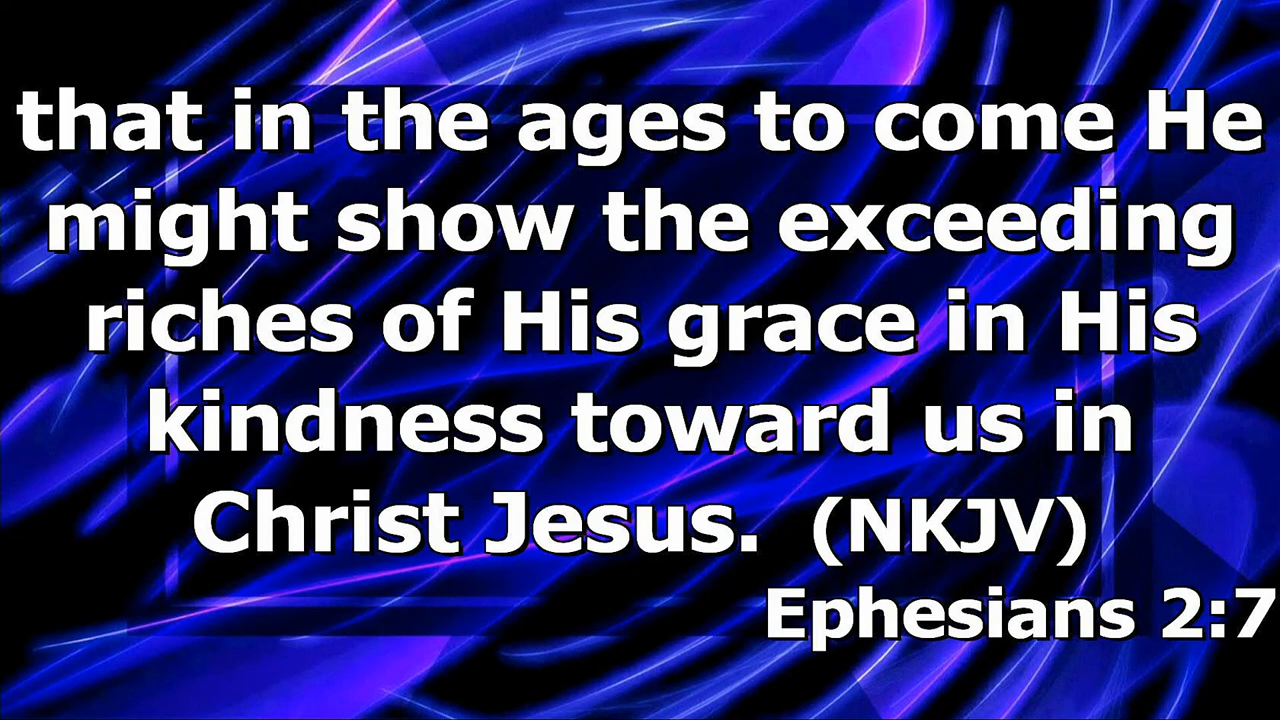 that in the ages to come He
might show the exceeding
riches of His grace in His
kindness toward us in
Christ Jesus.  (NKJV)
Ephesians 2:7